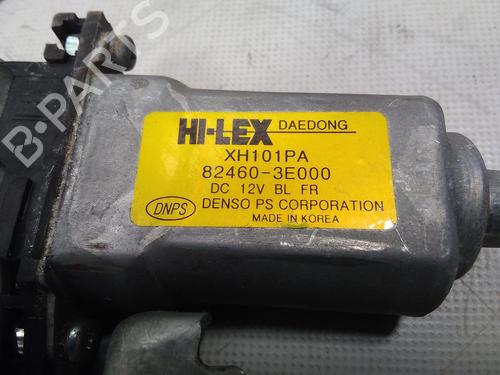 HI-LEX DAEDONG
XH101PA
82460-3E000
DC 12V BL FR
DNPS DENSO PS CORPORATION
MADE IN KOREA
B-PARTS